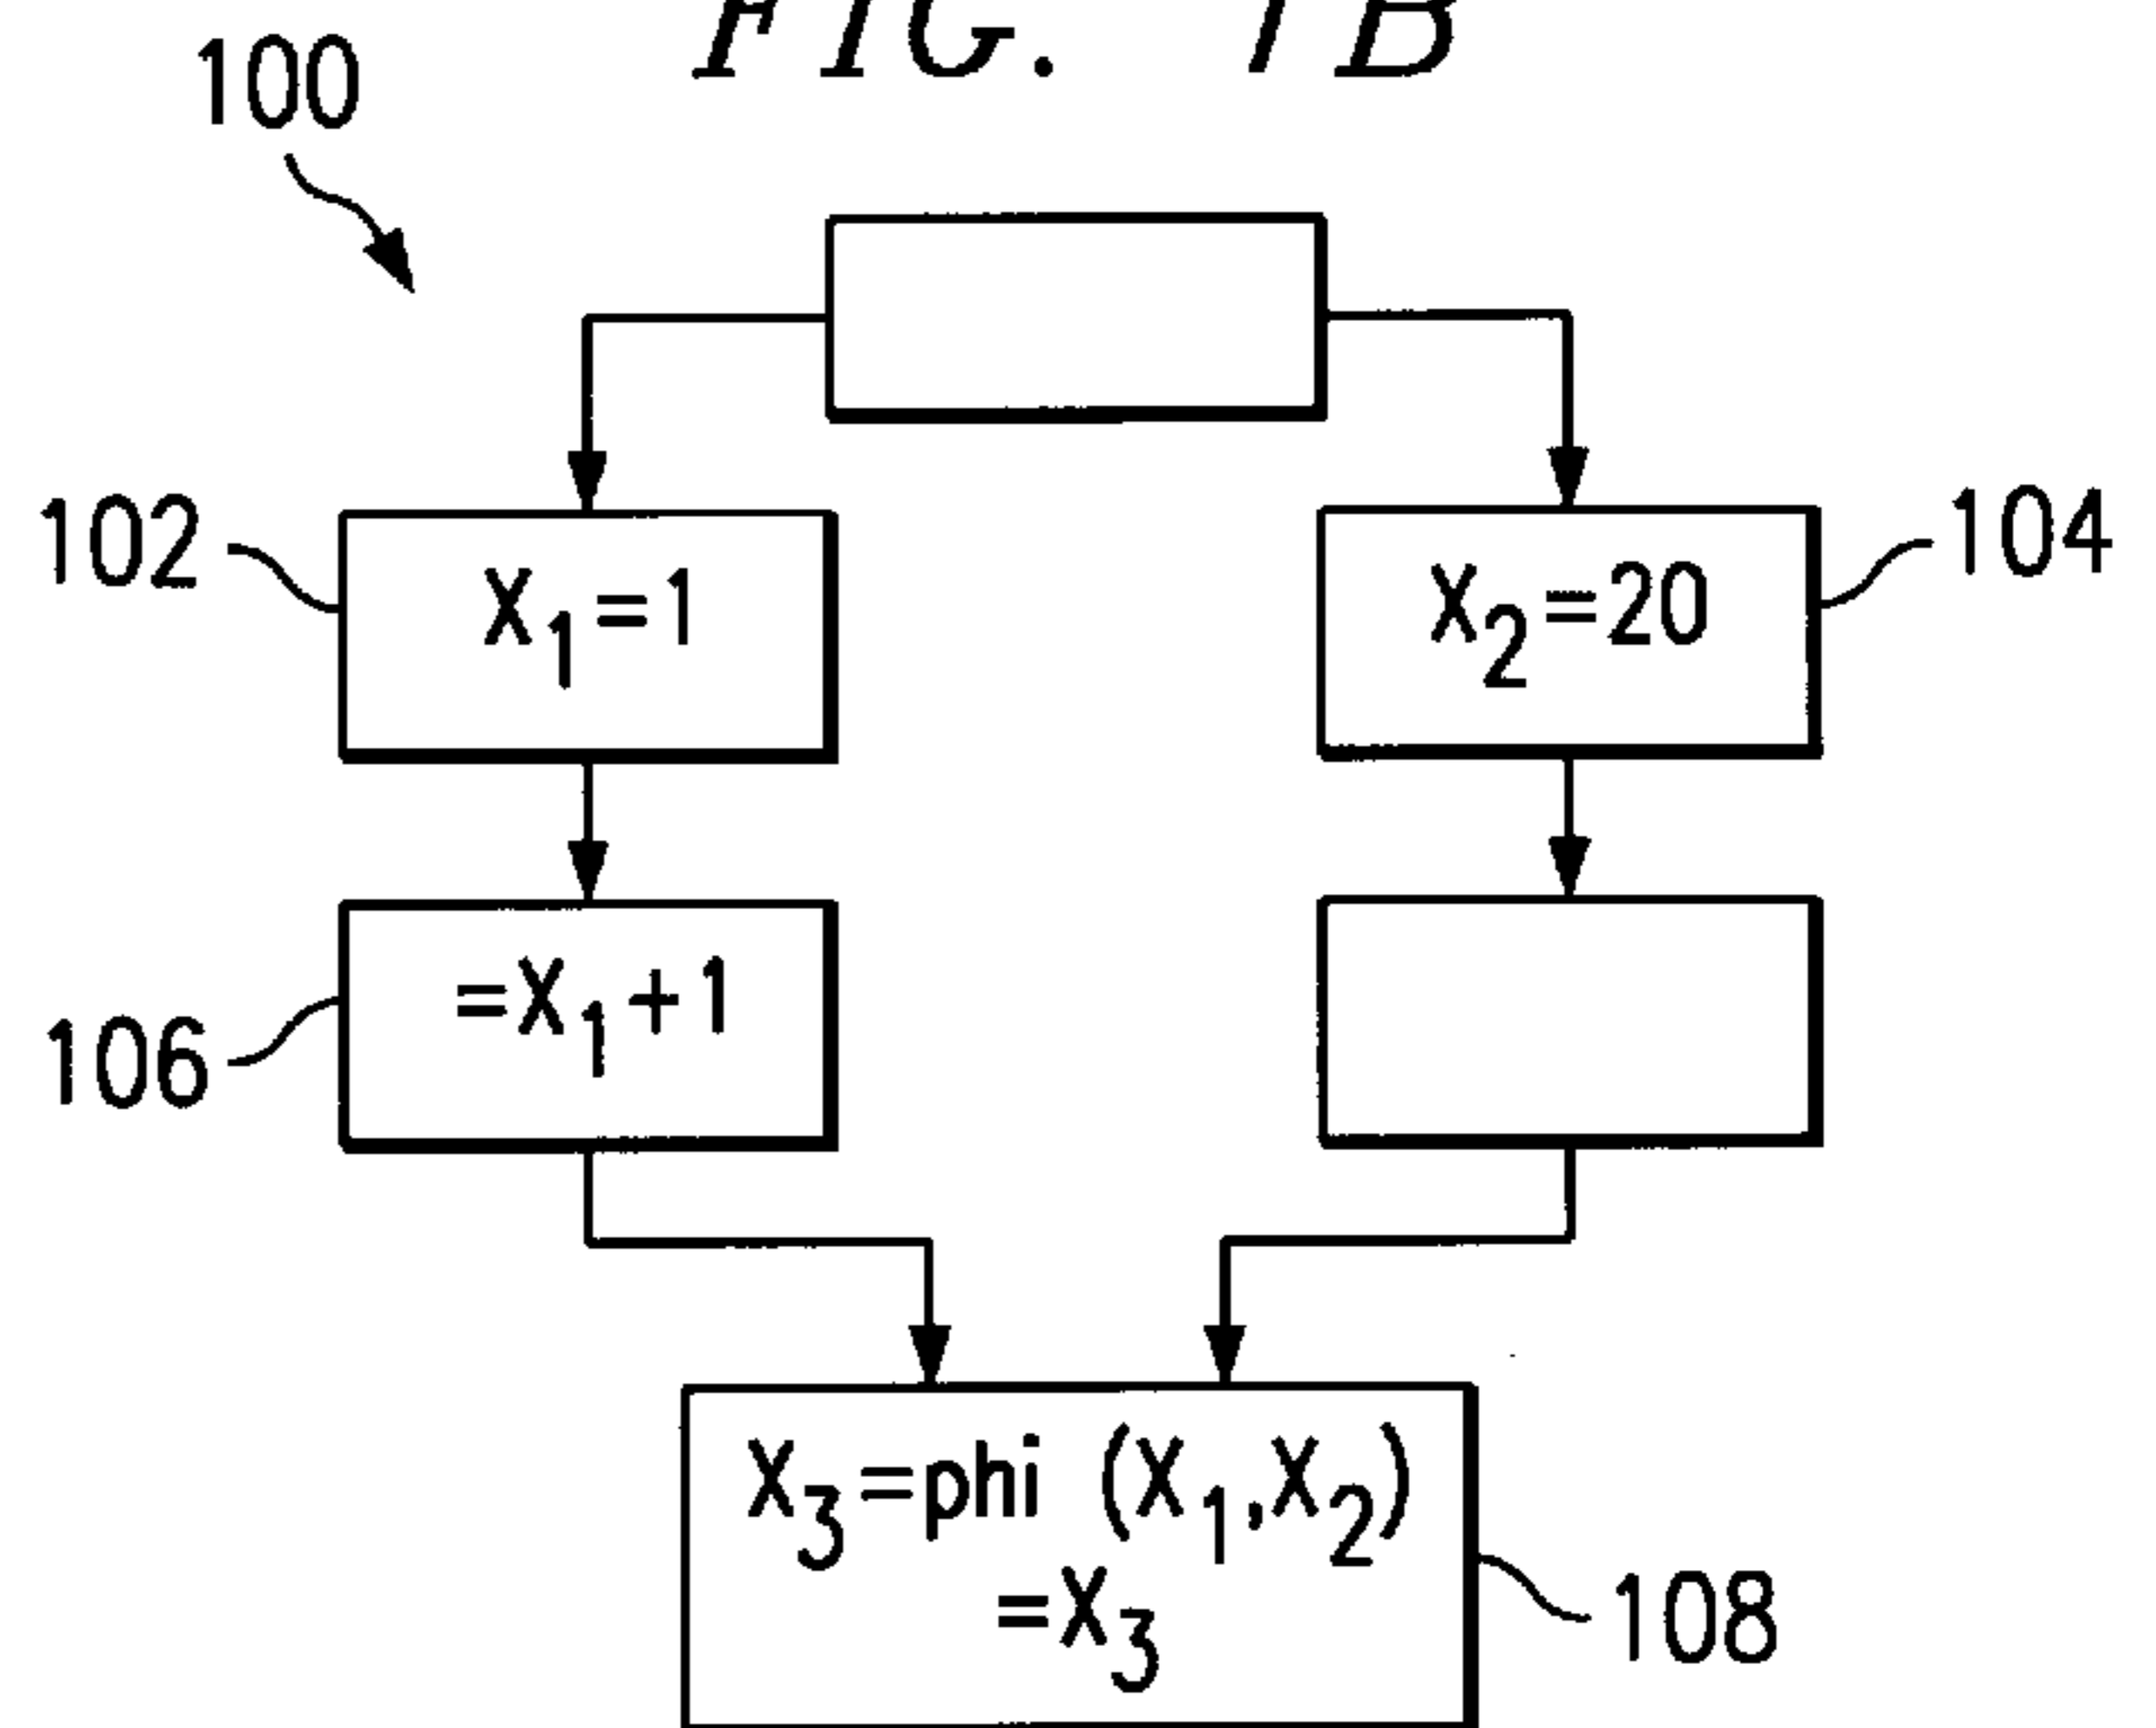 FIG. 1B
100
102
X₁=1
X₂=20
104
106
=X₁+1
X₃=phi (X₁,X₂)
=X₃
108